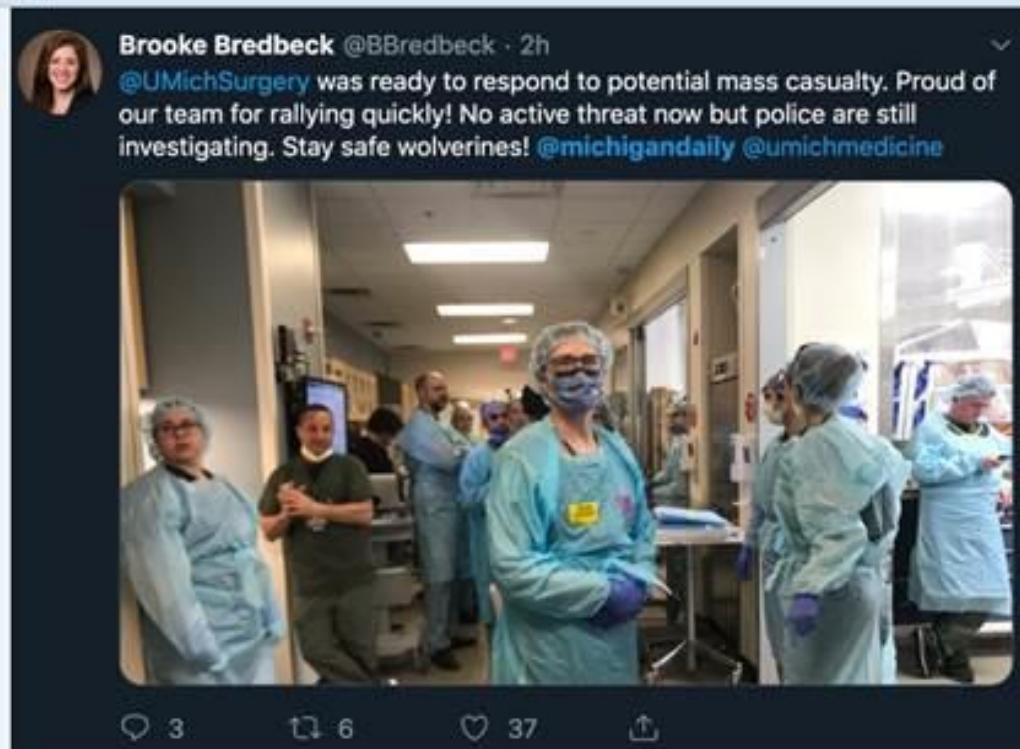 Brooke Bredbeck @BBredbeck · 2h
@UMichSurgery was ready to respond to potential mass casualty. Proud of
our team for rallying quickly! No active threat now but police are still
investigating. Stay safe wolverines! @michigandaily @umichmedicine
3 6 37